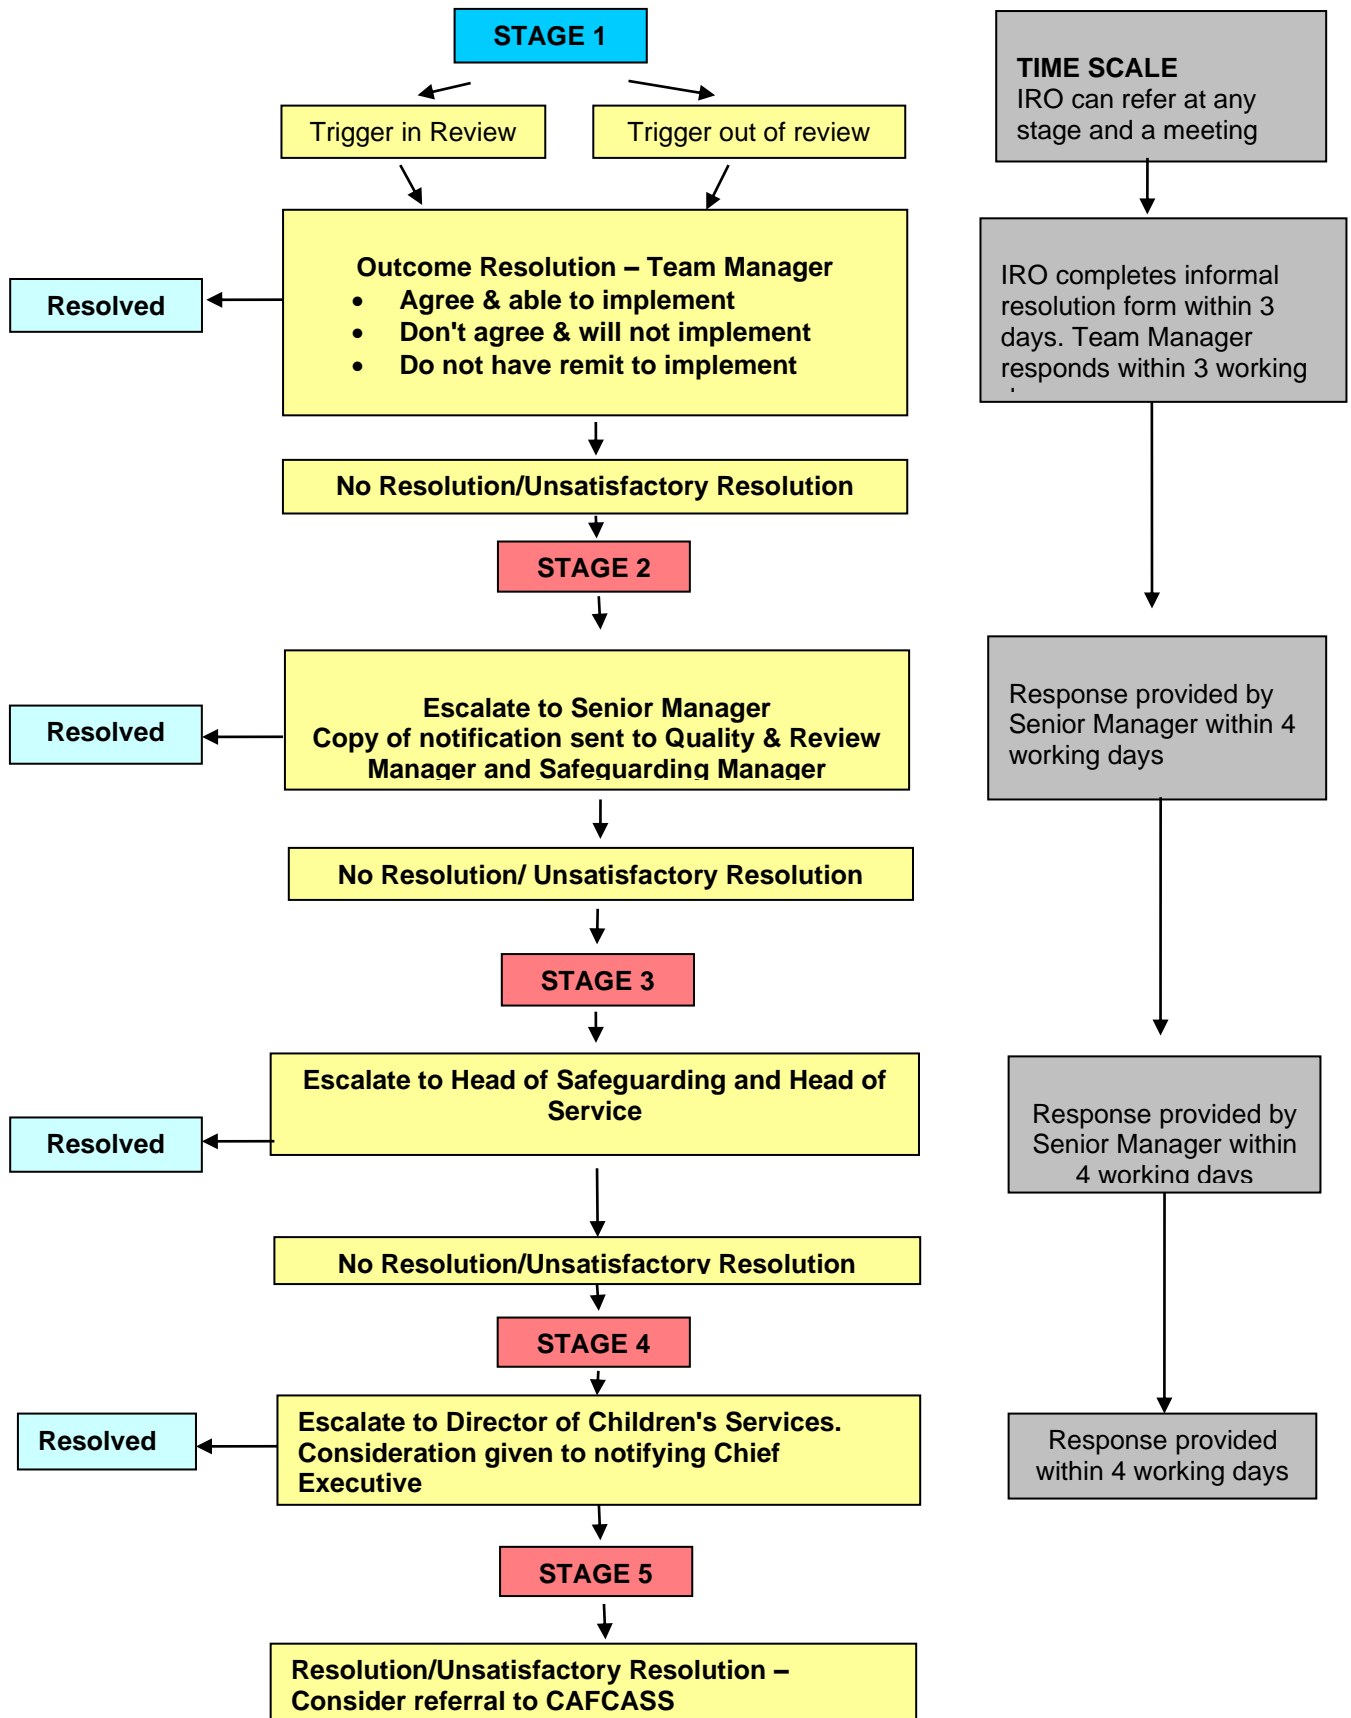 STAGE 1
Trigger in Review
Trigger out of review
Outcome Resolution – Team Manager
• Agree & able to implement
• Don't agree & will not implement
• Do not have remit to implement
Resolved
No Resolution/Unsatisfactory Resolution
STAGE 2
Escalate to Senior Manager
Copy of notification sent to Quality & Review
Manager and Safeguarding Manager
Resolved
No Resolution/ Unsatisfactory Resolution
STAGE 3
Escalate to Head of Safeguarding and Head of
Service
Resolved
No Resolution/Unsatisfactory Resolution
STAGE 4
Escalate to Director of Children's Services.
Consideration given to notifying Chief
Executive
Resolved
STAGE 5
Resolution/Unsatisfactory Resolution –
Consider referral to CAFCASS
TIME SCALE
IRO can refer at any
stage and a meeting
IRO completes informal
resolution form within 3
days. Team Manager
responds within 3 working
Response provided by
Senior Manager within 4
working days
Response provided by
Senior Manager within
4 working days
Response provided
within 4 working days